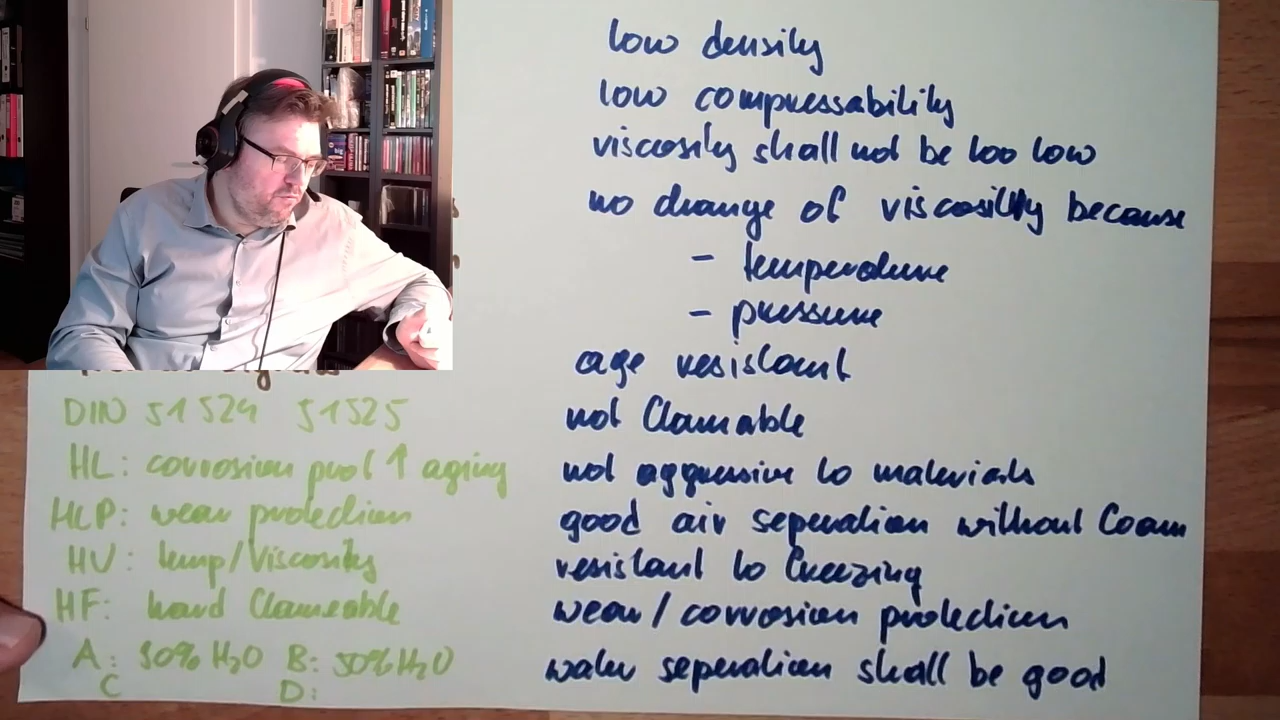 low density
low compressability
viscosity shall not be too low
no change of viscosity because
- temperature
- pressure
age resistant
not flamable
not aggressive to materials
good air seperation without foam
resistant to freezing
wear / corrosion protection
water seperation shall be good
DIN 51524 51525
HL: corrosion prot ↑ aging
HLP: wear protection
HV: temp/Viscosity
HF: hard flameable
A: 90% H2O B: 50% H2O
C D: